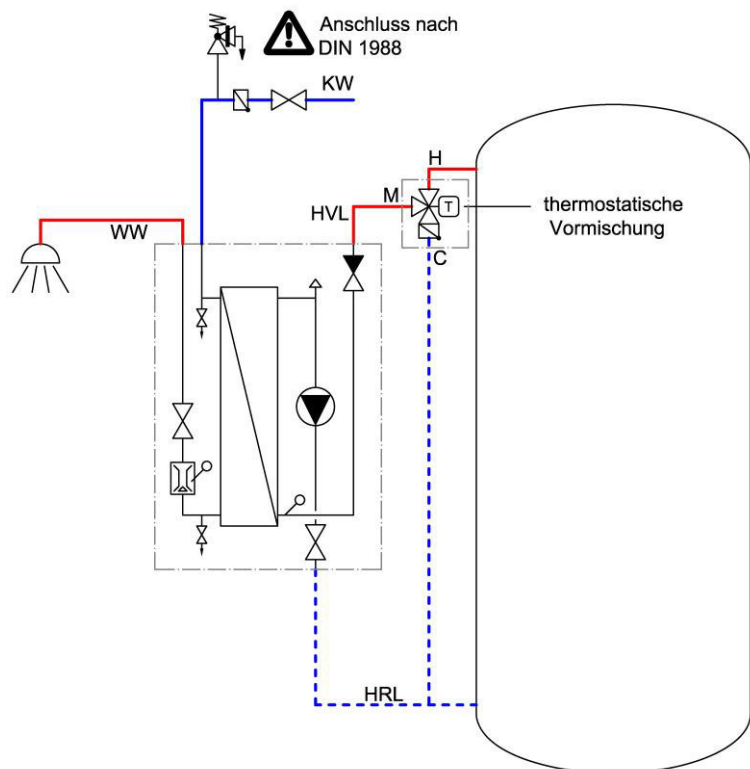 Anschluss nach
DIN 1988
KW
H
M
T
thermostatische
Vormischung
HVL
WW
C
HRL